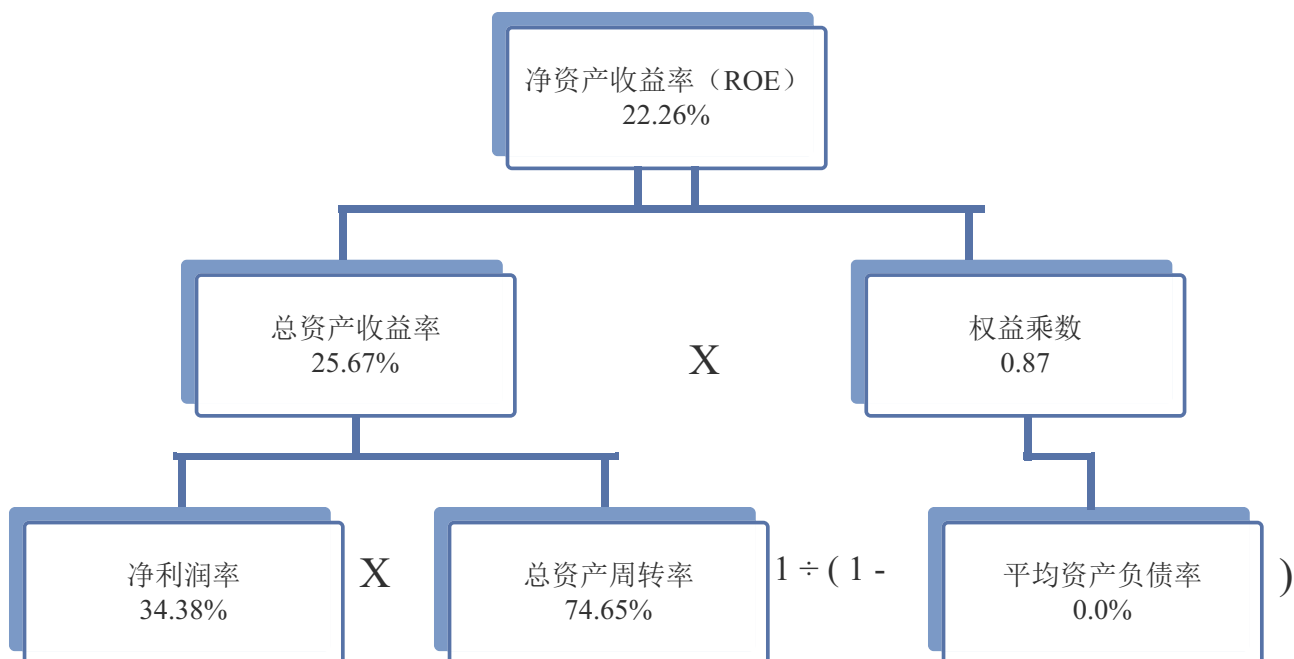 净资产收益率（ROE）
22.26%
总资产收益率
25.67%
X
权益乘数
0.87
净利润率
34.38%
X
总资产周转率
74.65%
1 ÷ ( 1 -
平均资产负债率
0.0%
)